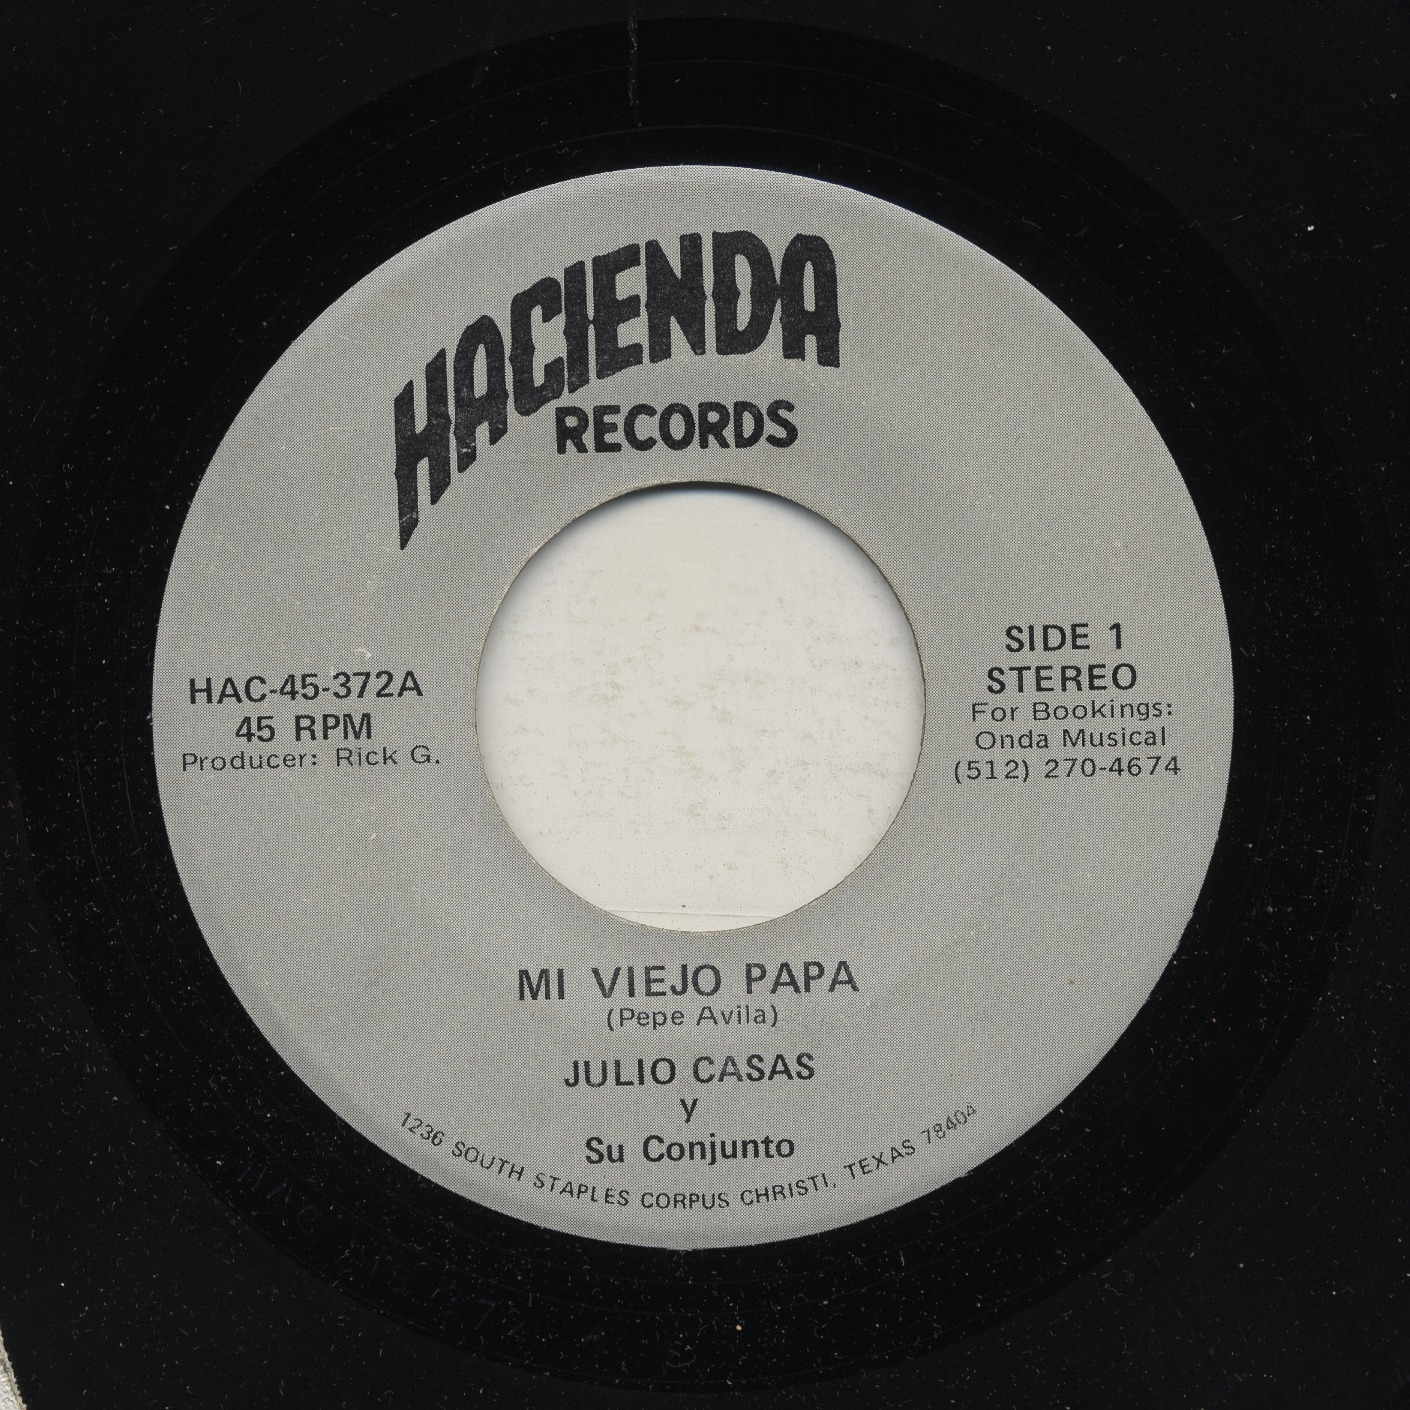 HACIENDA
RECORDS
HAC-45-372A
45 RPM
Producer: Rick G.
SIDE 1
STEREO
For Bookings:
Onda Musical
(512) 270-4674
MI VIEJO PAPA
(Pepe Avila)
JULIO CASAS
y
Su Conjunto
1236 SOUTH STAPLES CORPUS CHRISTI, TEXAS 78404